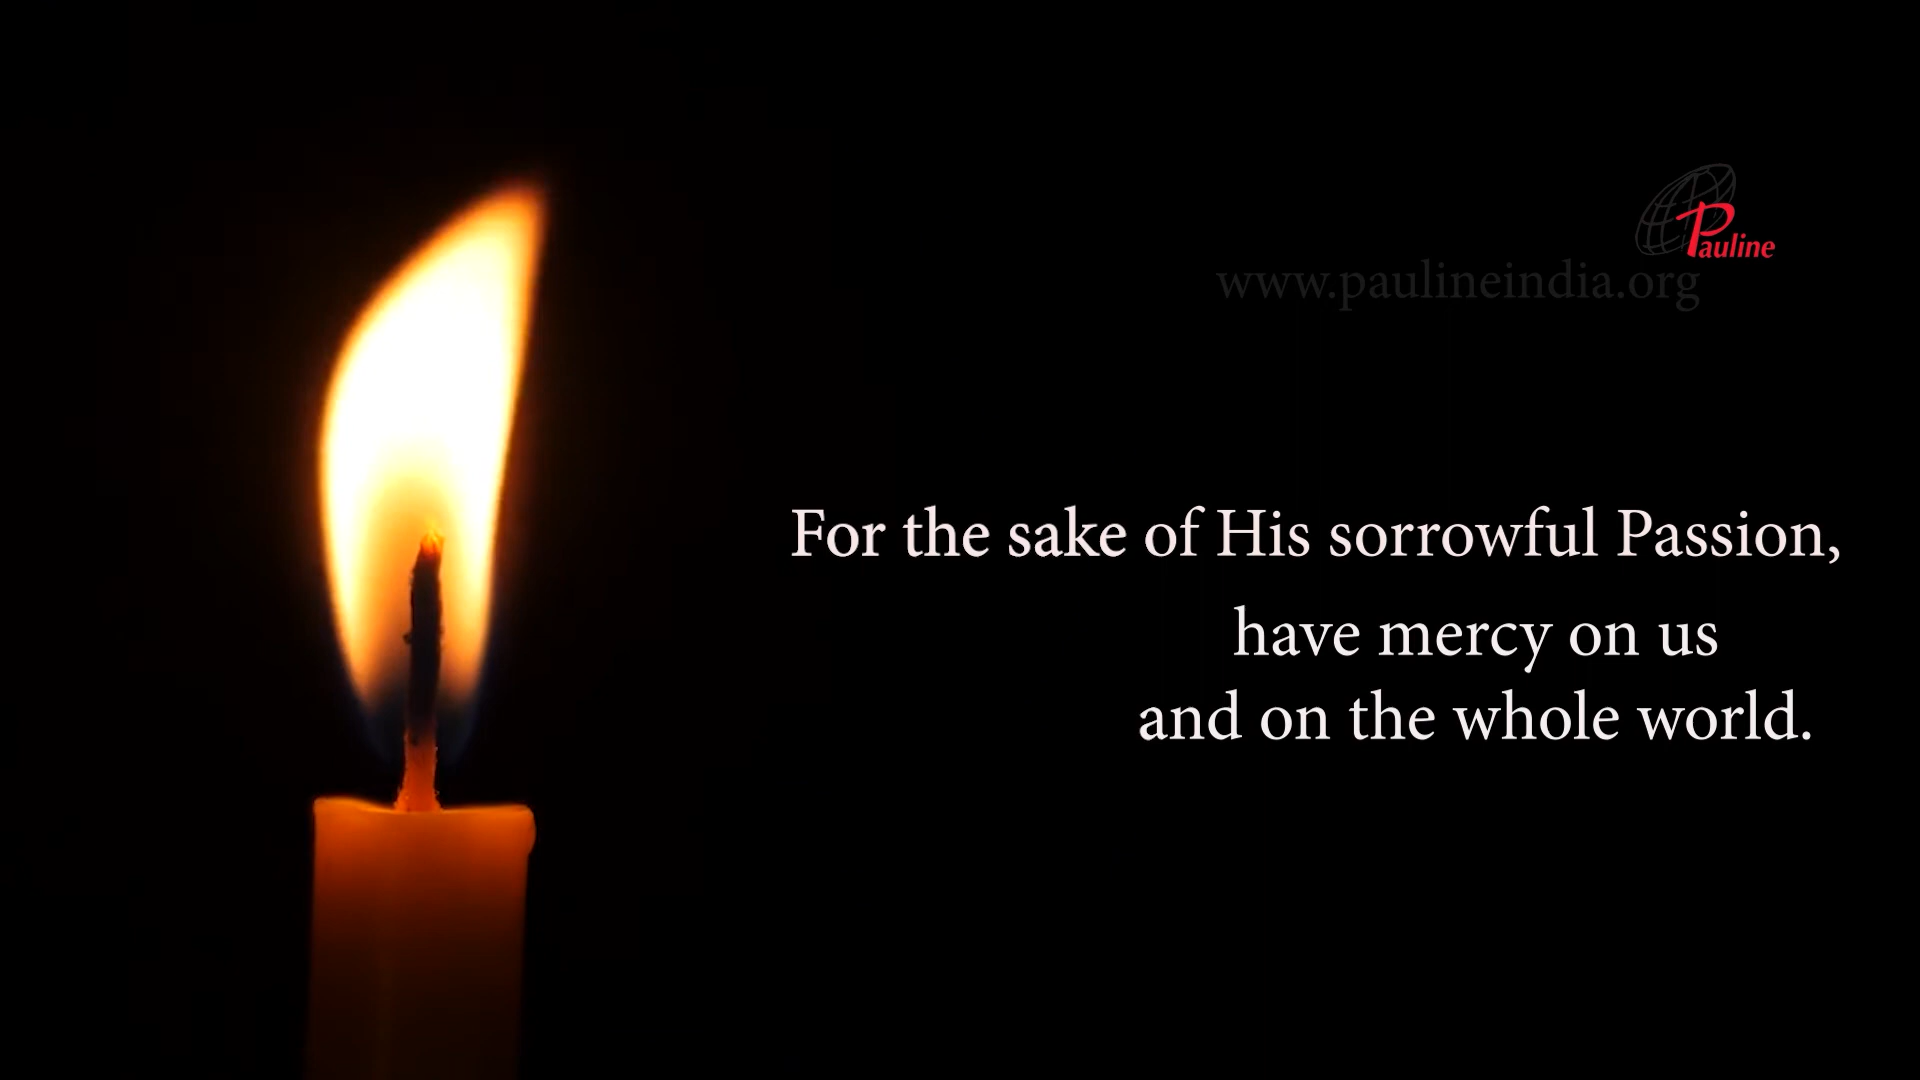 Pauline
www.paulineindia.org
For the sake of His sorrowful Passion,
have mercy on us
and on the whole world.